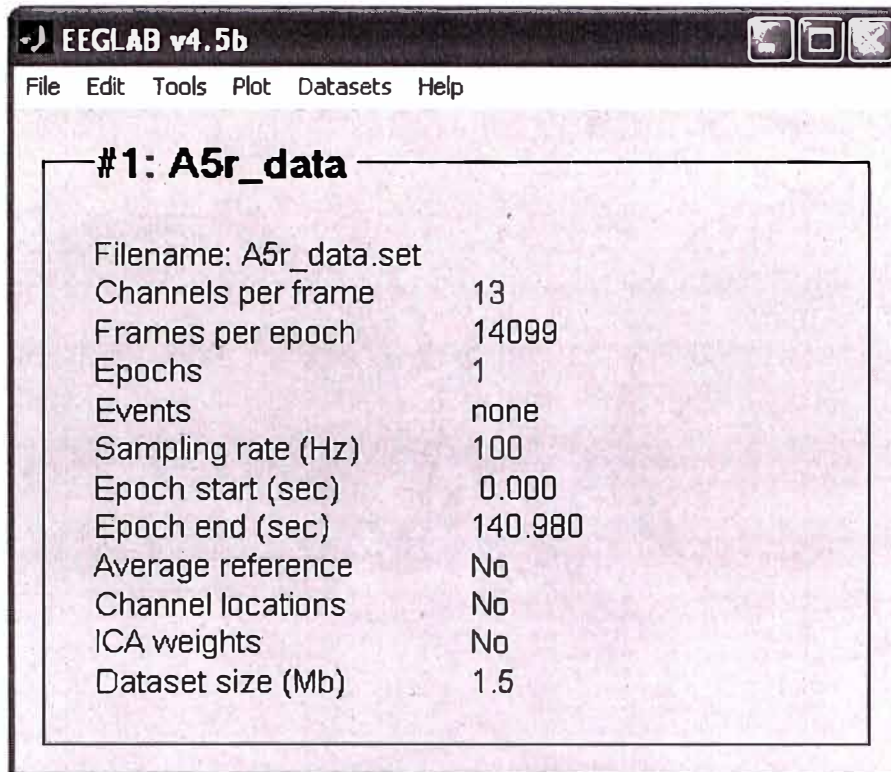 EEGLAB v4.5b
File Edit Tools Plot Datasets Help
#1: A5r_data
Filename: A5r_data.set
Channels per frame 13
Frames per epoch 14099
Epochs 1
Events none
Sampling rate (Hz) 100
Epoch start (sec) 0.000
Epoch end (sec) 140.980
Average reference No
Channel locations No
ICA weights No
Dataset size (Mb) 1.5